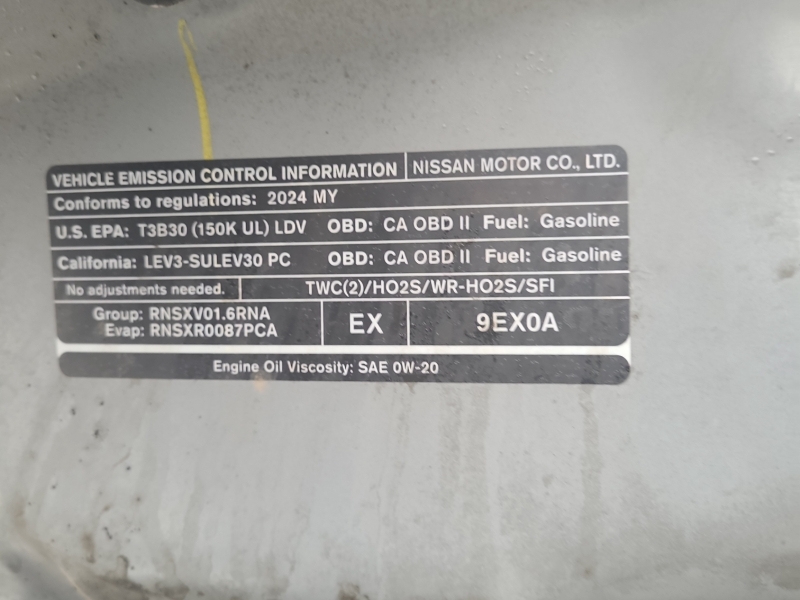 VEHICLE EMISSION CONTROL INFORMATION NISSAN MOTOR CO., LTD.
Conforms to regulations: 2024 MY
U.S. EPA: T3B30 (150K UL) LDV OBD: CA OBD II Fuel: Gasoline
California: LEV3-SULEV30 PC OBD: CA OBD II Fuel: Gasoline
No adjustments needed. TWC(2)/HO2S/WR-HO2S/SFI
Group: RNSXV01.6RNA
Evap: RNSXR0087PCA
EX 9EX0A
Engine Oil Viscosity: SAE 0W-20